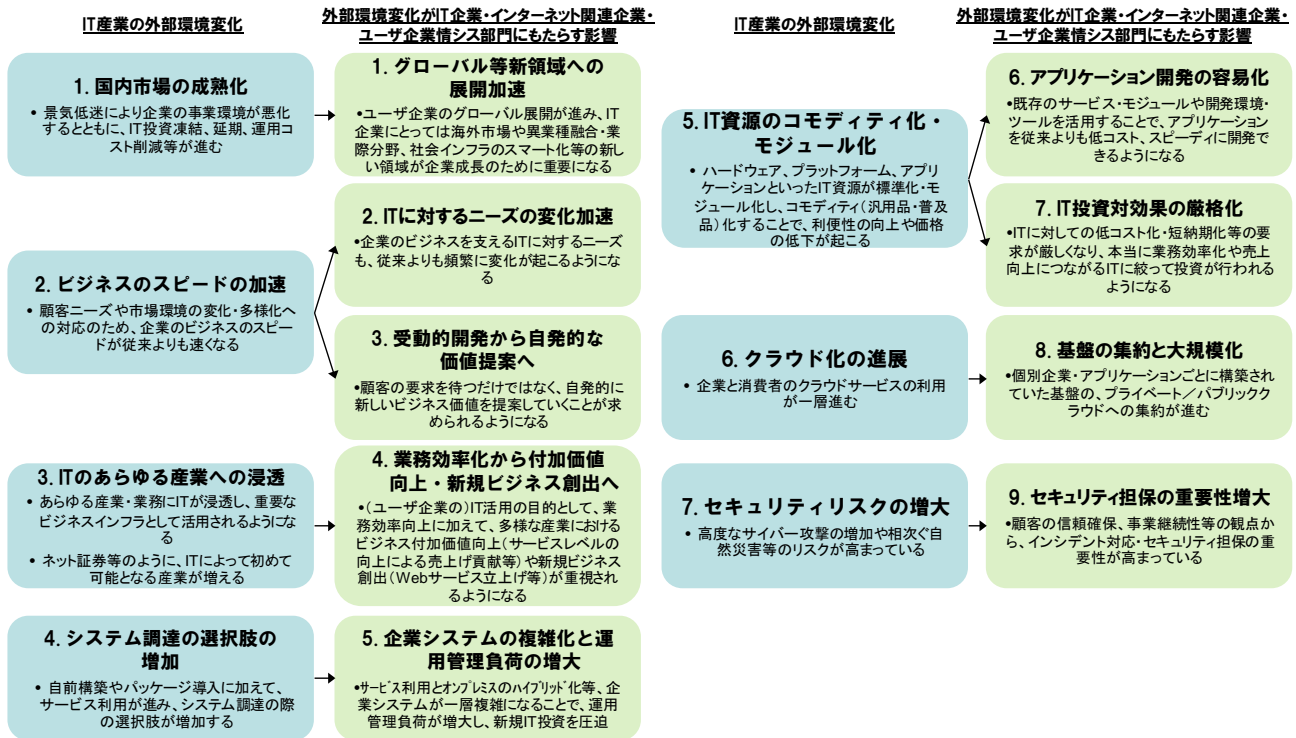 IT産業の外部環境変化
外部環境変化がIT企業・インターネット関連企業・
ユーザ企業情シス部門にもたらす影響
1. 国内市場の成熟化
• 景気低迷により企業の事業環境が悪化
するとともに、IT投資凍結、延期、運用コ
スト削減等が進む
1. グローバル等新領域への
展開加速
•ユーザ企業のグローバル展開が進み、IT
企業にとっては海外市場や異業種融合・業
際分野、社会インフラのスマート化等の新し
い領域が企業成長のために重要になる
2. ビジネスのスピードの加速
• 顧客ニーズや市場環境の変化・多様化へ
の対応のため、企業のビジネスのスピー
ドが従来よりも速くなる
2. ITに対するニーズの変化加速
•企業のビジネスを支えるITに対するニーズ
も、従来よりも頻繁に変化が起こるようにな
る
3. 受動的開発から自発的な
価値提案へ
•顧客の要求を待つだけではなく、自発的に
新しいビジネス価値を提案していくことが求
められるようになる
3. ITのあらゆる産業への浸透
• あらゆる産業・業務にITが浸透し、重要な
ビジネスインフラとして活用されるようにな
る
• ネット証券等のように、ITによって初めて
可能となる産業が増える
4. 業務効率化から付加価値
向上・新規ビジネス創出へ
•(ユーザ企業の)IT活用の目的として、業
務効率向上に加えて、多様な産業における
ビジネス付加価値向上(サービスレベルの
向上による売上げ貢献等)や新規ビジネス
創出(Webサービス立上げ等)が重視され
るようになる
4. システム調達の選択肢の
増加
• 自前構築やパッケージ導入に加えて、
サービス利用が進み、システム調達の際
の選択肢が増加する
5. 企業システムの複雑化と運
用管理負荷の増大
•サービス利用とオンプレミスのハイブリッド化等、企
業システムが一層複雑になることで、運用
管理負荷が増大し、新規IT投資を圧迫
IT産業の外部環境変化
外部環境変化がIT企業・インターネット関連企業・
ユーザ企業情シス部門にもたらす影響
5. IT資源のコモディティ化・
モジュール化
• ハードウェア、プラットフォーム、アプリ
ケーションといったIT資源が標準化・モ
ジュール化し、コモディティ(汎用品・普及
品)化することで、利便性の向上や価格
の低下が起こる
6. アプリケーション開発の容易化
•既存のサービス・モジュールや開発環境・
ツールを活用することで、アプリケーション
を従来よりも低コスト、スピーディに開発で
きるようになる
7. IT投資対効果の厳格化
•ITに対しての低コスト化・短納期化等の要
求が厳しくなり、本当に業務効率化や売上
向上につながるITに絞って投資が行われる
ようになる
6. クラウド化の進展
• 企業と消費者のクラウドサービスの利用
が一層進む
8. 基盤の集約と大規模化
•個別企業・アプリケーションごとに構築され
ていた基盤の、プライベート／パブリックク
ラウドへの集約が進む
7. セキュリティリスクの増大
• 高度なサイバー攻撃の増加や相次ぐ自
然災害等のリスクが高まっている
9. セキュリティ担保の重要性増大
•顧客の信頼確保、事業継続性等の観点か
ら、インシデント対応・セキュリティ担保の重
要性が高まっている